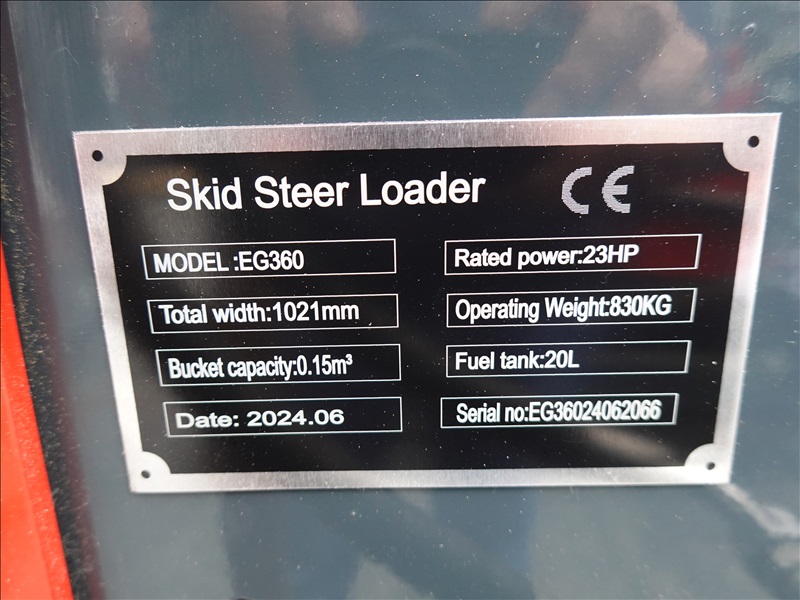 Skid Steer Loader CE
MODEL :EG360
Rated power:23HP
Total width:1021mm
Operating Weight:830KG
Bucket capacity:0.15m³
Fuel tank:20L
Date: 2024.06
Serial no:EG36024062066